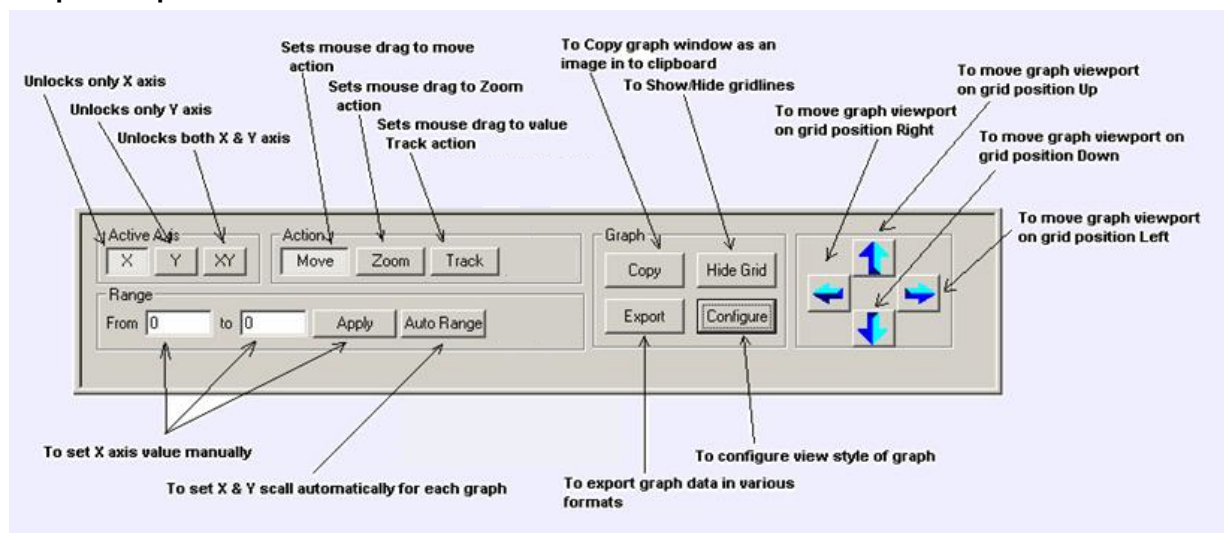 Sets mouse drag to move
action
To Copy graph window as an
image in to clipboard
To move graph viewport
on grid position Up
Unlocks only X axis
Sets mouse drag to Zoom
action
To Show/Hide gridlines
Unlocks only Y axis
To move graph viewport
on grid position Right
Sets mouse drag to value
Track action
Unlocks both X & Y axis
To move graph viewport on
grid position Down
To move graph viewport
on grid position Left
Active Axis
X Y XY
Action
Move Zoom Track
Graph
Copy Hide Grid
Export Configure
Range
From 0 to 0 Apply Auto Range
To set X axis value manually
To configure view style of graph
To set X & Y scall automatically for each graph
To export graph data in various
formats